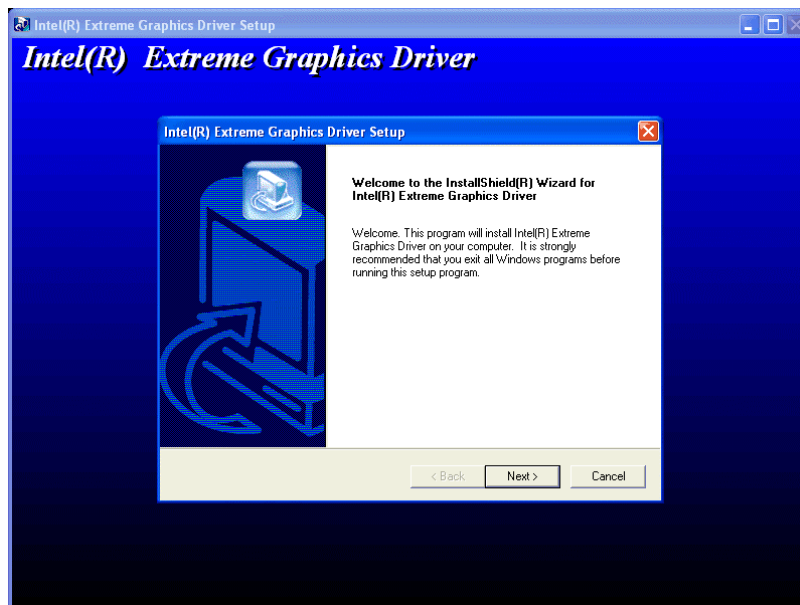 Intel(R) Extreme Graphics Driver Setup
Intel(R) Extreme Graphics Driver
Intel(R) Extreme Graphics Driver Setup
Welcome to the InstallShield(R) Wizard for
Intel(R) Extreme Graphics Driver
Welcome. This program will install Intel(R) Extreme
Graphics Driver on your computer. It is strongly
recommended that you exit all Windows programs before
running this setup program.
< Back
Next >
Cancel